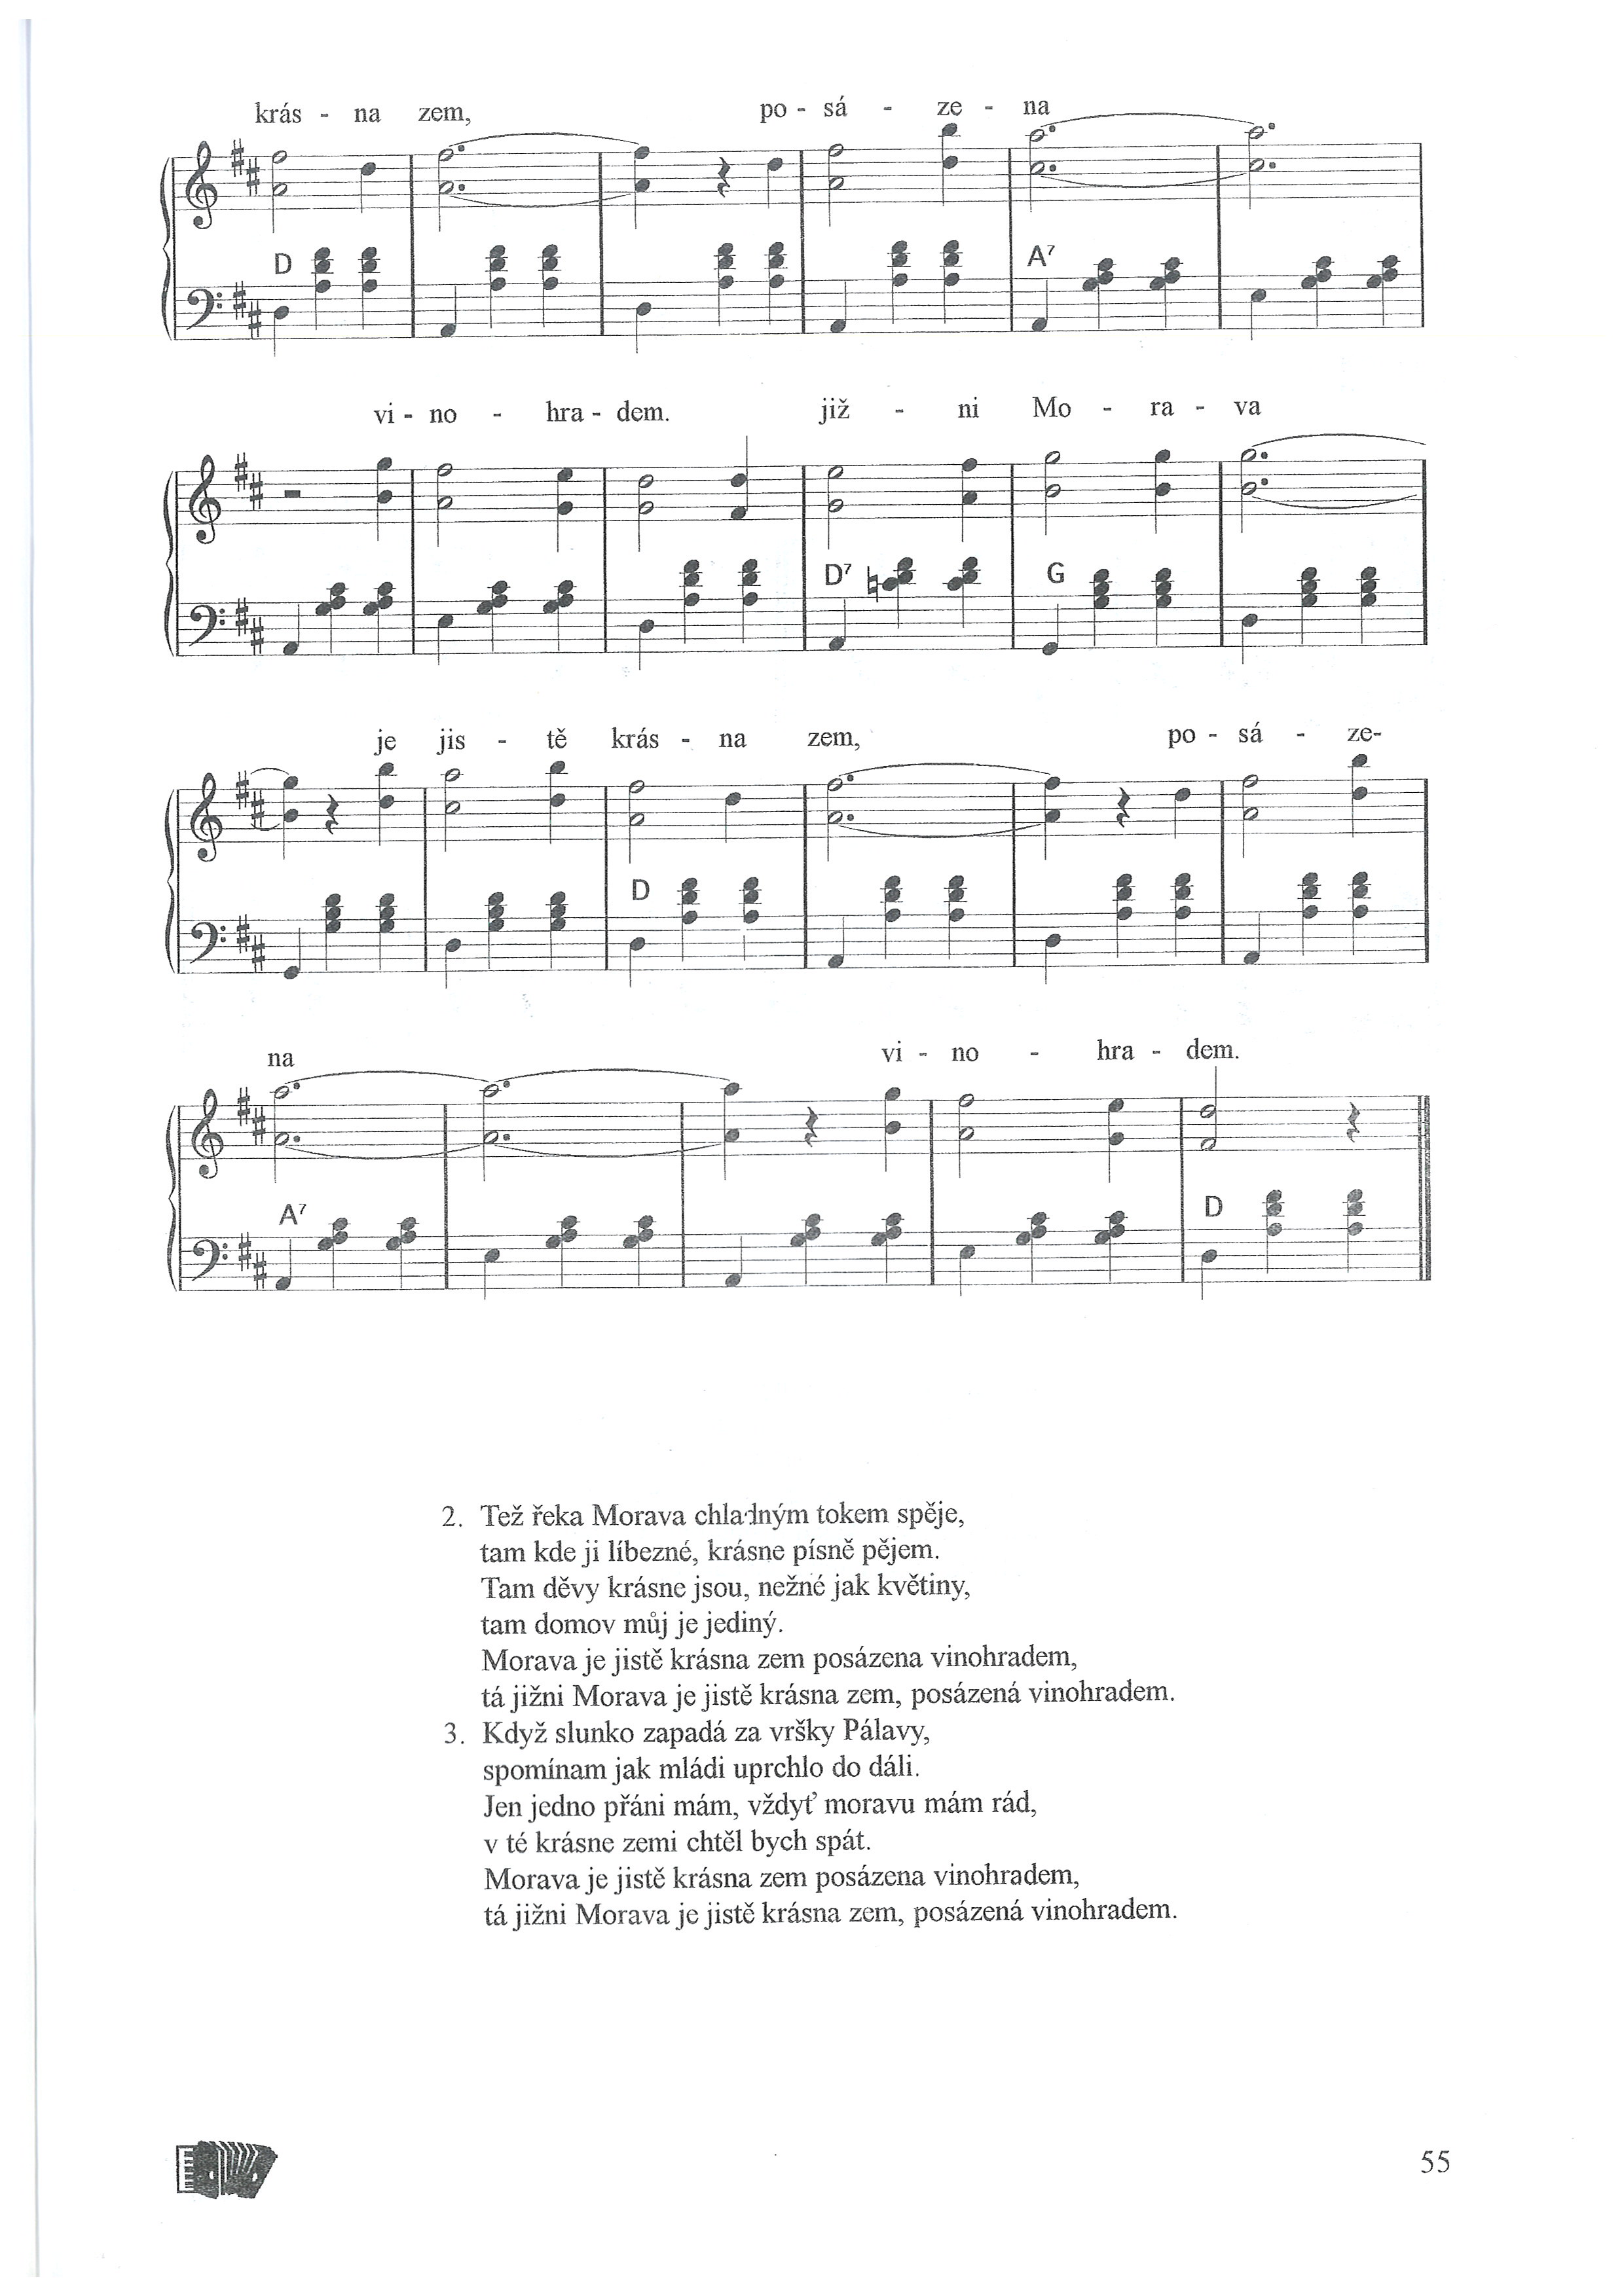 krás - na zem, po - sá - ze - na
D A7
vi - no - hra - dem. již - ni Mo - ra - va
D7 G
je jis - tě krás - na zem, po - sá - ze-
D
na vi - no - hra - dem.
A7 D
2. Též řeka Morava chladným tokem spěje,
tam kde ji líbezné, krásne písně pějem.
Tam děvy krásne jsou, nežné jak květiny,
tam domov můj je jediný.
Morava je jistě krásna zem posázena vinohradem,
tá jižni Morava je jistě krásna zem, posázená vinohradem.
3. Když slunko zapadá za vršky Pálavy,
spomínam jak mládi uprchlo do dáli.
Jen jedno přáni mám, vždyť moravu mám rád,
v té krásne zemi chtěl bych spát.
Morava je jistě krásna zem posázena vinohradem,
tá jižni Morava je jistě krásna zem, posázená vinohradem.
55